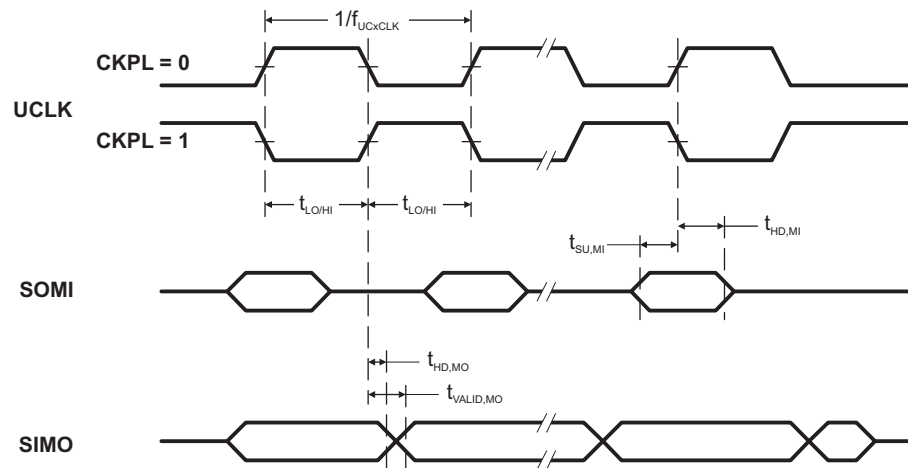 1/fUCxCLK
CKPL = 0
UCLK
CKPL = 1
tLO/HI tLO/HI
tSU,MI tHD,MI
SOMI
tHD,MO
tVALID,MO
SIMO